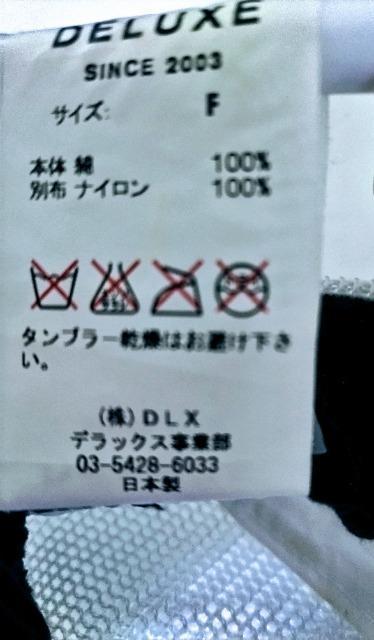 DELUXE
SINCE 2003
サイズ: F
本体 綿 100%
別布 ナイロン 100%
タンブラー乾燥はお避け下さ
い。
(株)DLX
デラックス事業部
03-5428-6033
日本製